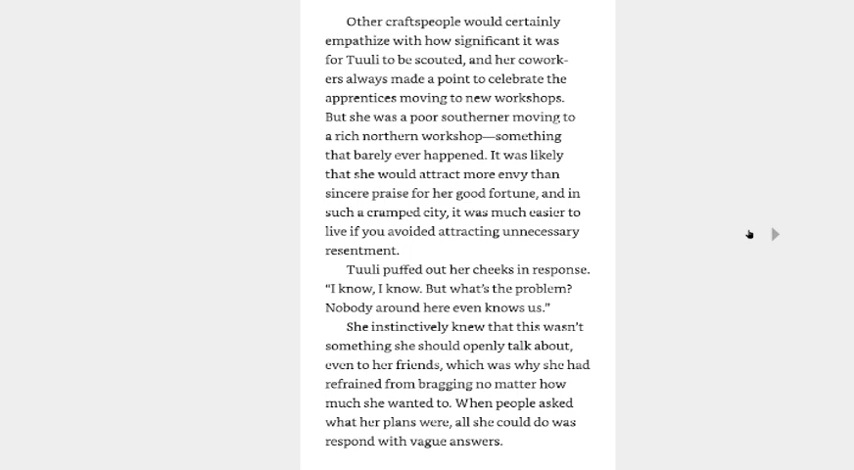 Other craftspeople would certainly
empathize with how significant it was
for Tuuli to be scouted, and her cowork-
ers always made a point to celebrate the
apprentices moving to new workshops.
But she was a poor southerner moving to
a rich northern workshop—something
that barely ever happened. It was likely
that she would attract more envy than
sincere praise for her good fortune, and in
such a cramped city, it was much easier to
live if you avoided attracting unnecessary
resentment.
Tuuli puffed out her cheeks in response.
“I know, I know. But what’s the problem?
Nobody around here even knows us.”
She instinctively knew that this wasn’t
something she should openly talk about,
even to her friends, which was why she had
refrained from bragging no matter how
much she wanted to. When people asked
what her plans were, all she could do was
respond with vague answers.